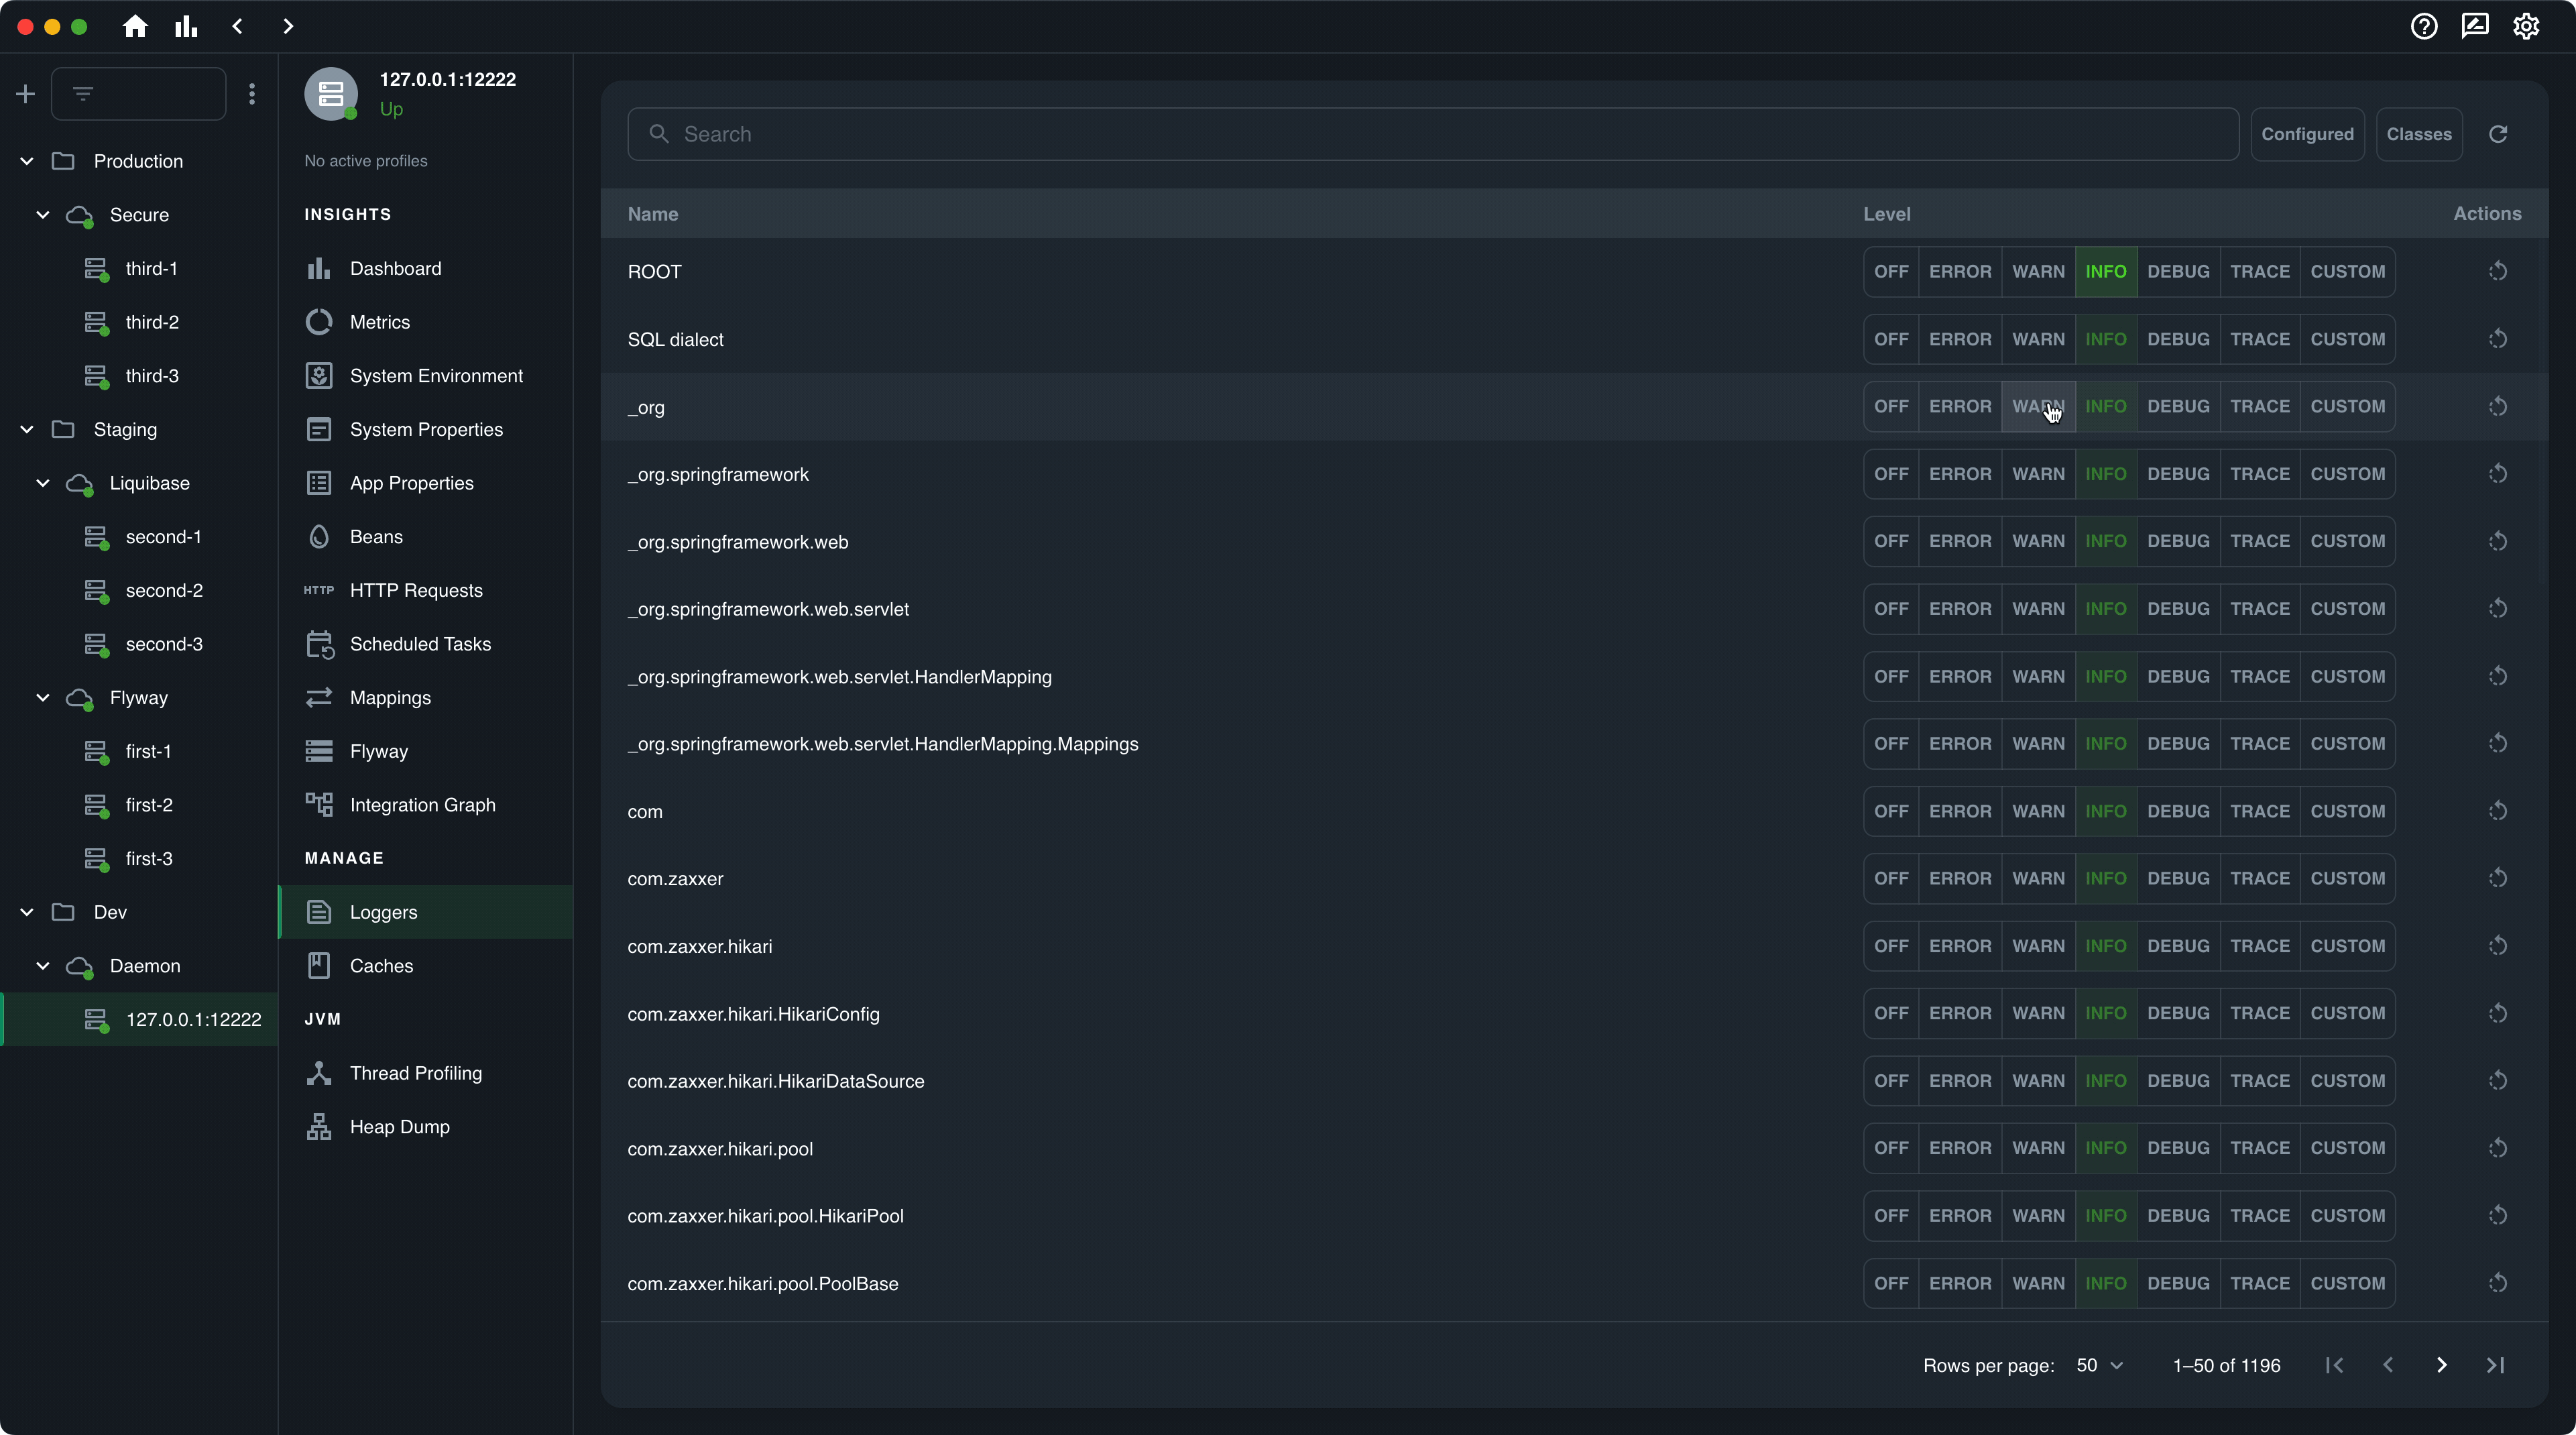 127.0.0.1:12222
Up
No active profiles
Production
Secure
third-1
third-2
third-3
Staging
Liquibase
second-1
second-2
second-3
Flyway
first-1
first-2
first-3
Dev
Daemon
127.0.0.1:12222
INSIGHTS
Dashboard
Metrics
System Environment
System Properties
App Properties
Beans
HTTP HTTP Requests
Scheduled Tasks
Mappings
Flyway
Integration Graph
MANAGE
Loggers
Caches
JVM
Thread Profiling
Heap Dump
Search Configured Classes
Name Level Actions
ROOT OFF ERROR WARN INFO DEBUG TRACE CUSTOM
SQL dialect OFF ERROR WARN INFO DEBUG TRACE CUSTOM
_org OFF ERROR WARN INFO DEBUG TRACE CUSTOM
_org.springframework OFF ERROR WARN INFO DEBUG TRACE CUSTOM
_org.springframework.web OFF ERROR WARN INFO DEBUG TRACE CUSTOM
_org.springframework.web.servlet OFF ERROR WARN INFO DEBUG TRACE CUSTOM
_org.springframework.web.servlet.HandlerMapping OFF ERROR WARN INFO DEBUG TRACE CUSTOM
_org.springframework.web.servlet.HandlerMapping.Mappings OFF ERROR WARN INFO DEBUG TRACE CUSTOM
com OFF ERROR WARN INFO DEBUG TRACE CUSTOM
com.zaxxer OFF ERROR WARN INFO DEBUG TRACE CUSTOM
com.zaxxer.hikari OFF ERROR WARN INFO DEBUG TRACE CUSTOM
com.zaxxer.hikari.HikariConfig OFF ERROR WARN INFO DEBUG TRACE CUSTOM
com.zaxxer.hikari.HikariDataSource OFF ERROR WARN INFO DEBUG TRACE CUSTOM
com.zaxxer.hikari.pool OFF ERROR WARN INFO DEBUG TRACE CUSTOM
com.zaxxer.hikari.pool.HikariPool OFF ERROR WARN INFO DEBUG TRACE CUSTOM
com.zaxxer.hikari.pool.PoolBase OFF ERROR WARN INFO DEBUG TRACE CUSTOM
Rows per page: 50 1–50 of 1196